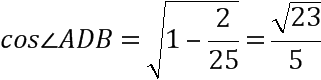 cos∠ADB = √(1 − 2/25) = √23/5